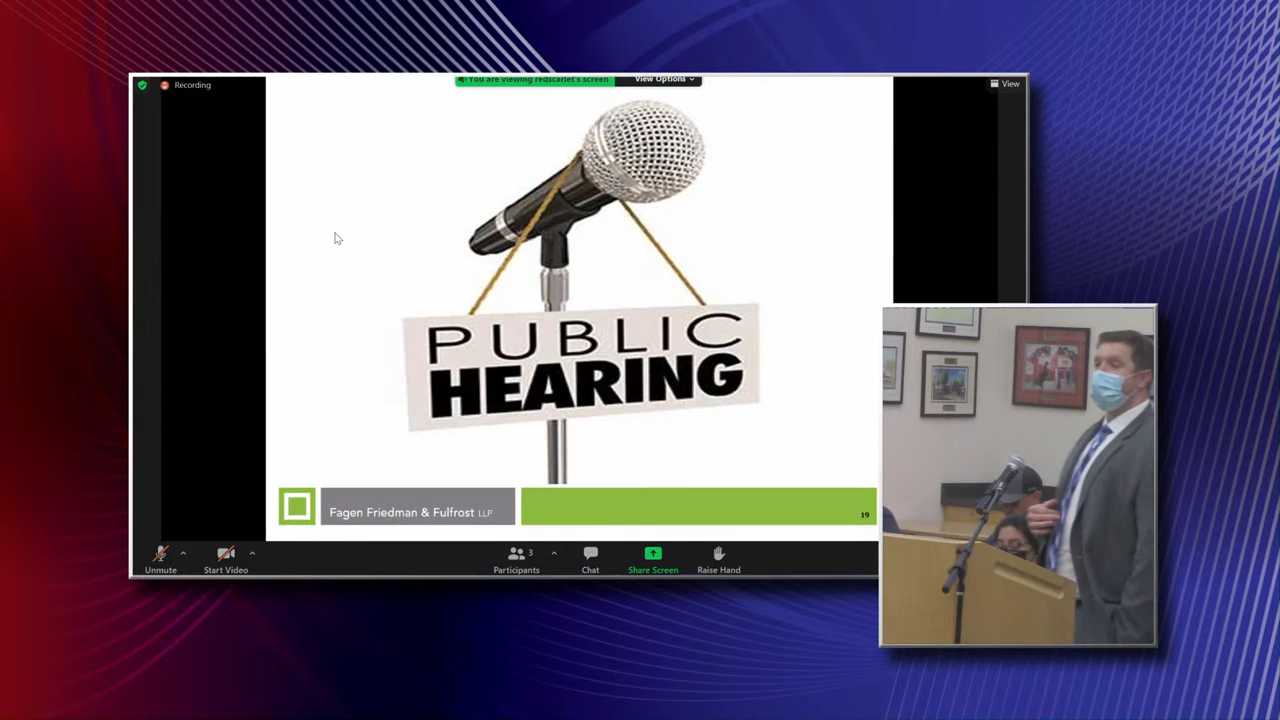 Recording
You are viewing redscarlet's screen
View Options
View
PUBLIC
HEARING
Fagen Friedman & Fulfrost LLP
19
Unmute
Start Video
Participants
3
Chat
Share Screen
Raise Hand